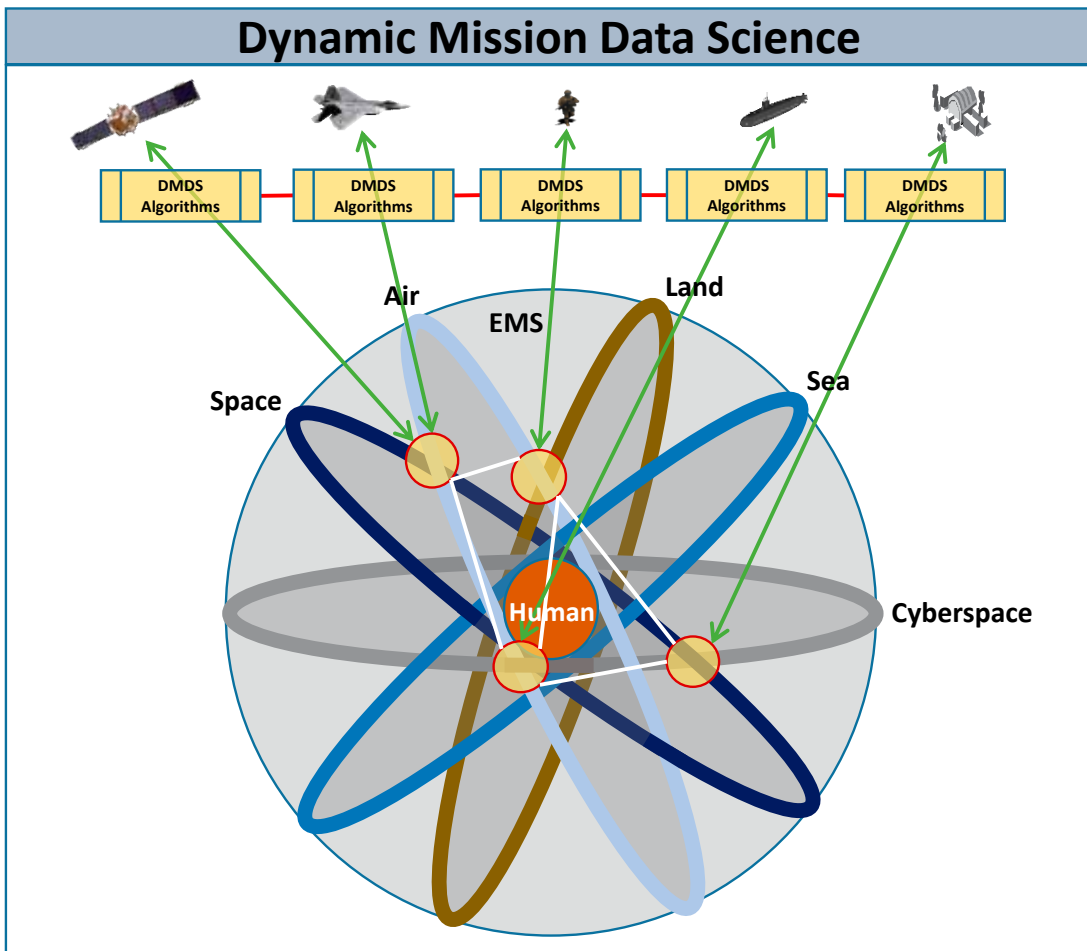 Dynamic Mission Data Science
DMDS
Algorithms
DMDS
Algorithms
DMDS
Algorithms
DMDS
Algorithms
DMDS
Algorithms
Air
EMS
Land
Space
Sea
Human
Cyberspace